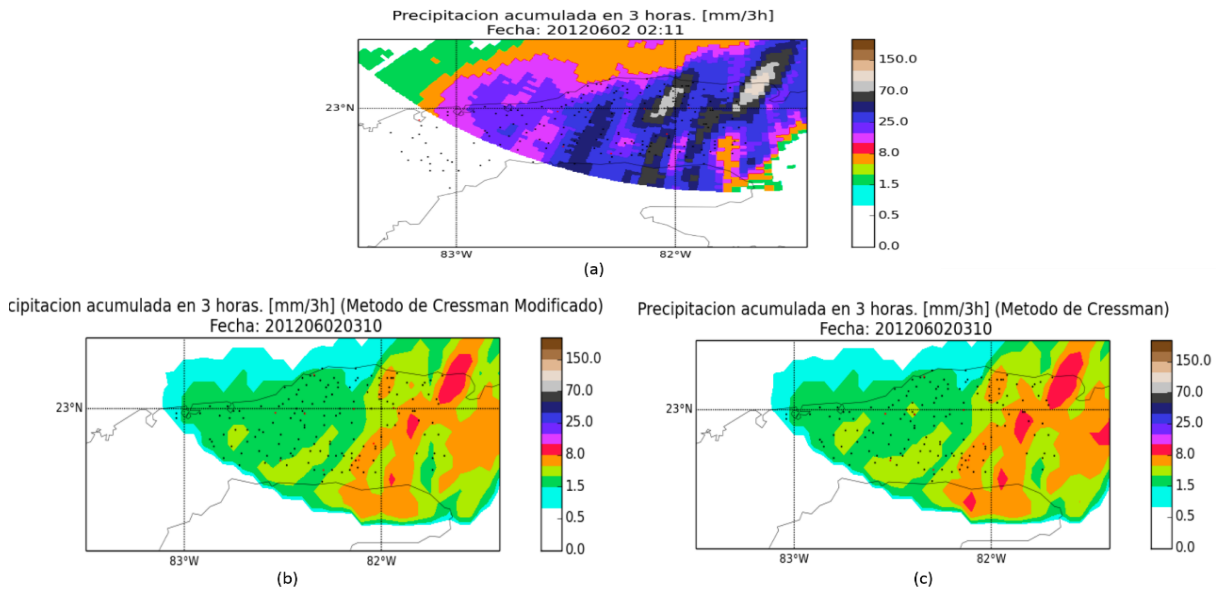 Precipitacion acumulada en 3 horas. [mm/3h]
Fecha: 20120602 02:11
23°N
83°W
82°W
150.0
70.0
25.0
8.0
1.5
0.5
0.0
(a)
cipitacion acumulada en 3 horas. [mm/3h] (Metodo de Cressman Modificado)
Fecha: 201206020310
23°N
83°W
82°W
150.0
70.0
25.0
8.0
1.5
0.5
0.0
(b)
Precipitacion acumulada en 3 horas. [mm/3h] (Metodo de Cressman)
Fecha: 201206020310
23°N
83°W
82°W
150.0
70.0
25.0
8.0
1.5
0.5
0.0
(c)